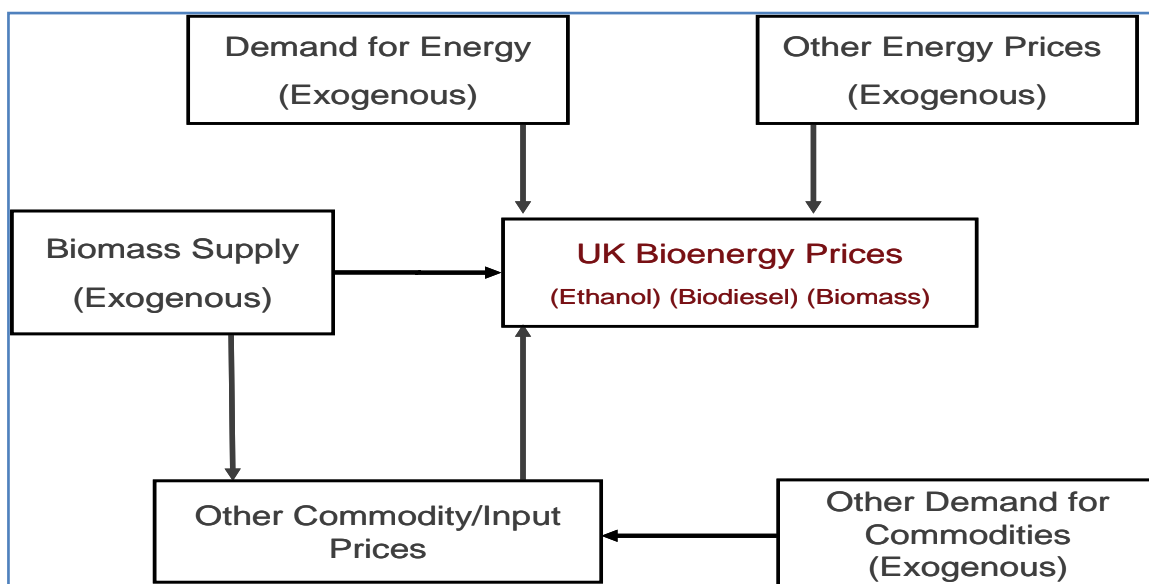 Demand for Energy
(Exogenous)
Other Energy Prices
(Exogenous)
Biomass Supply
(Exogenous)
UK Bioenergy Prices
(Ethanol) (Biodiesel) (Biomass)
Other Commodity/Input
Prices
Other Demand for
Commodities
(Exogenous)